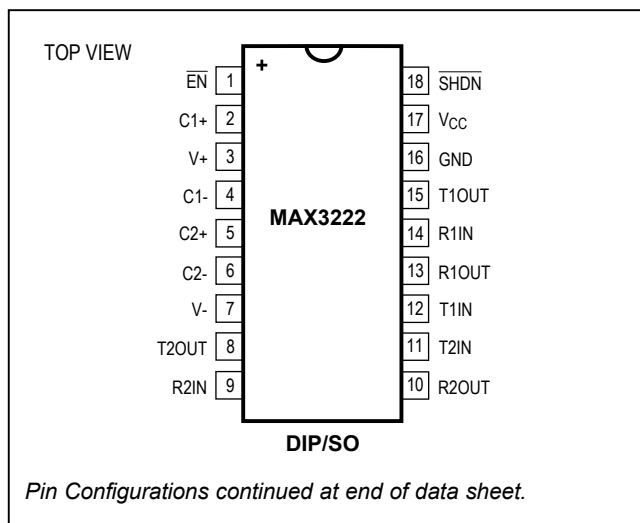 TOP VIEW
+
EN 1
18 SHDN
C1+ 2
17 VCC
V+ 3
16 GND
C1- 4
15 T1OUT
MAX3222
C2+ 5
14 R1IN
C2- 6
13 R1OUT
V- 7
12 T1IN
T2OUT 8
11 T2IN
R2IN 9
10 R2OUT
DIP/SO
Pin Configurations continued at end of data sheet.